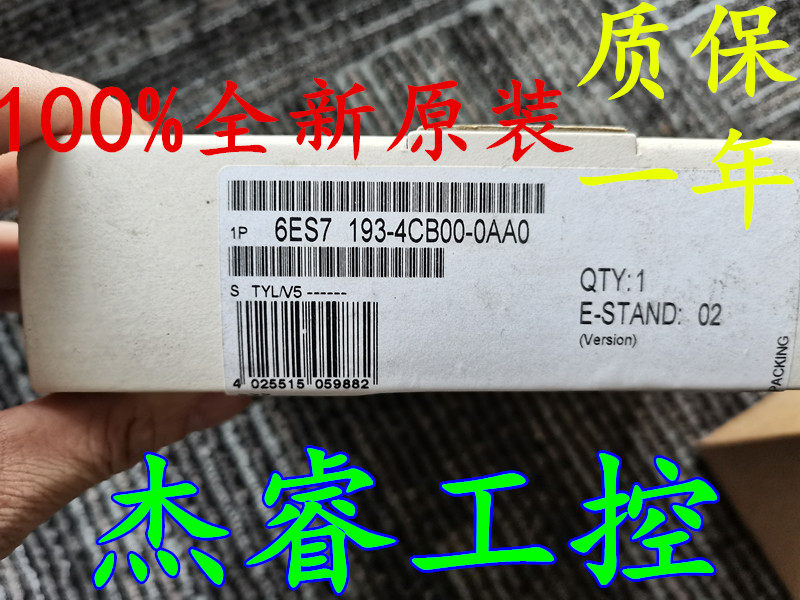 质保
一年
100%全新原装
1P 6ES7 193-4CB00-0AA0
S TYL/V5 ------
QTY:1
E-STAND: 02
(Version)
4 025515 059882
PACKING
杰睿工控